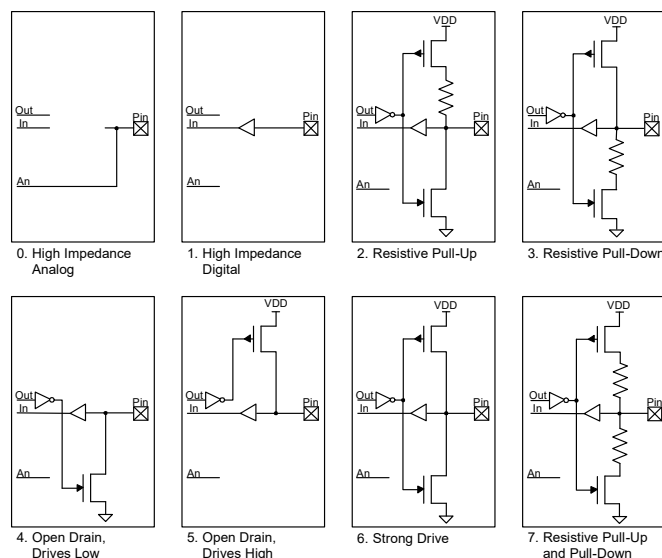 VDD
VDD
Out
In
Pin
An
Out
In
Pin
An
Out
In
Pin
An
Out
In
Pin
An
0. High Impedance
Analog
1. High Impedance
Digital
2. Resistive Pull-Up
3. Resistive Pull-Down
VDD
VDD
VDD
Out
In
Pin
An
Out
In
Pin
An
Out
In
Pin
An
Out
In
Pin
An
4. Open Drain,
Drives Low
5. Open Drain,
Drives High
6. Strong Drive
7. Resistive Pull-Up
and Pull-Down